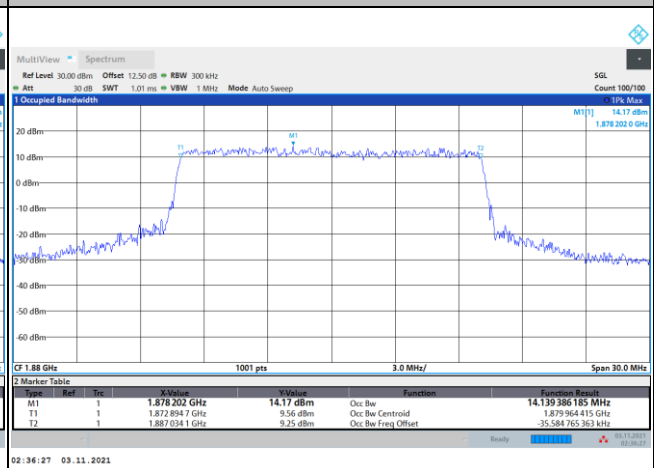 MultiView Spectrum
Ref Level 30.00 dBm Offset 12.50 dB RBW 300 kHz SGL
Att 30 dB SWT 1.01 ms VBW 1 MHz Mode Auto Sweep Count 100/100
1 Occupied Bandwidth 1Pk Max
M1[1] 14.17 dBm
1.878 202 0 GHz
20 dBm
M1
T1 T2
10 dBm
0 dBm
-10 dBm
-20 dBm
-30 dBm
-40 dBm
-50 dBm
-60 dBm
CF 1.88 GHz 1001 pts 3.0 MHz/ Span 30.0 MHz
2 Marker Table
Type Ref Trc X-Value Y-Value Function Function Result
M1 1 1.878 202 GHz 14.17 dBm Occ Bw 14.139 386 185 MHz
T1 1 1.872 894 7 GHz 9.56 dBm Occ Bw Centroid 1.879 964 415 GHz
T2 1 1.887 034 1 GHz 9.25 dBm Occ Bw Freq Offset -35.584 765 363 kHz
Ready 03.11.2021
02:36:27
02:36:27 03.11.2021